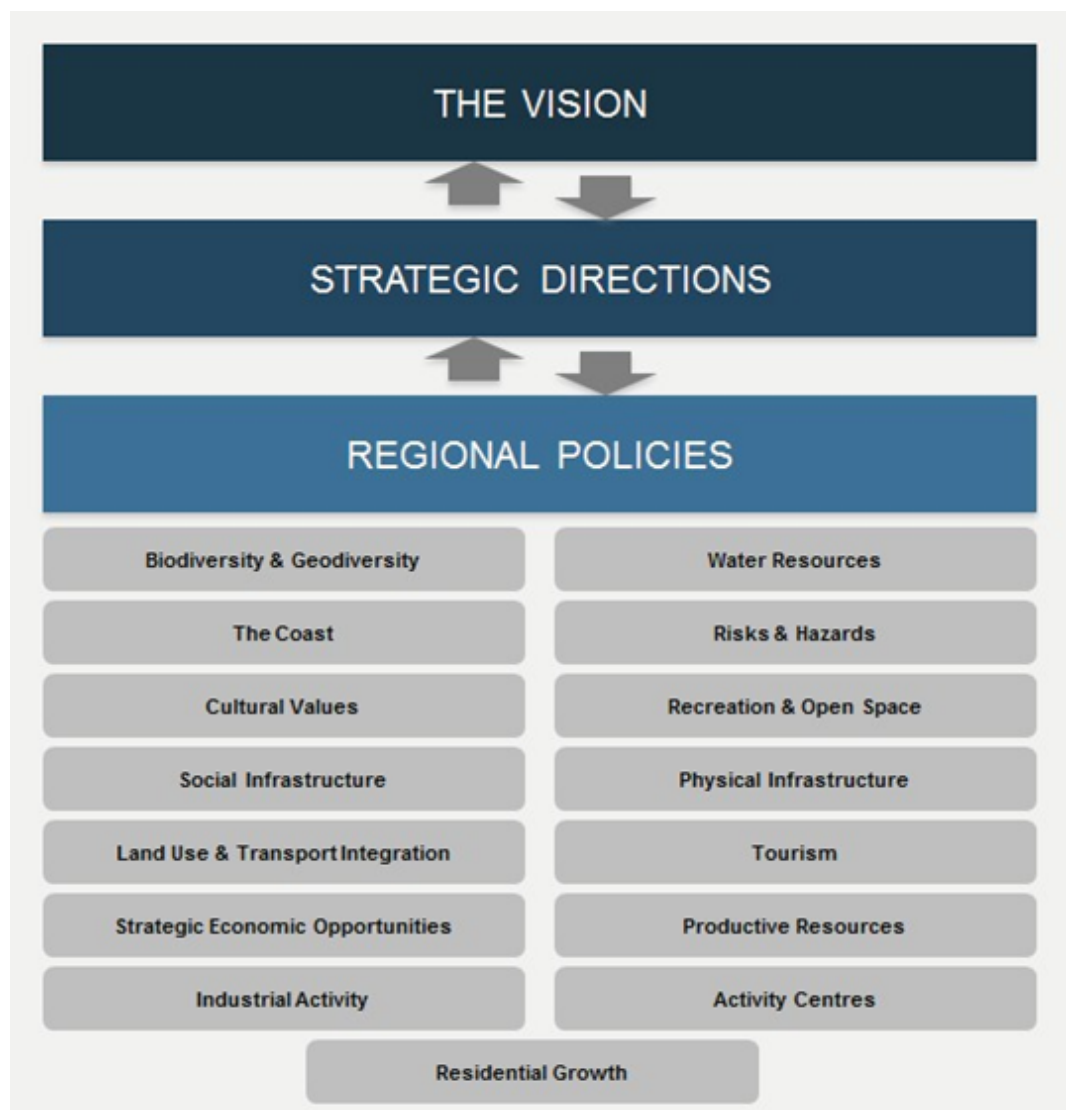 THE VISION
STRATEGIC DIRECTIONS
REGIONAL POLICIES
Biodiversity & Geodiversity
Water Resources
The Coast
Risks & Hazards
Cultural Values
Recreation & Open Space
Social Infrastructure
Physical Infrastructure
Land Use & Transport Integration
Tourism
Strategic Economic Opportunities
Productive Resources
Industrial Activity
Activity Centres
Residential Growth